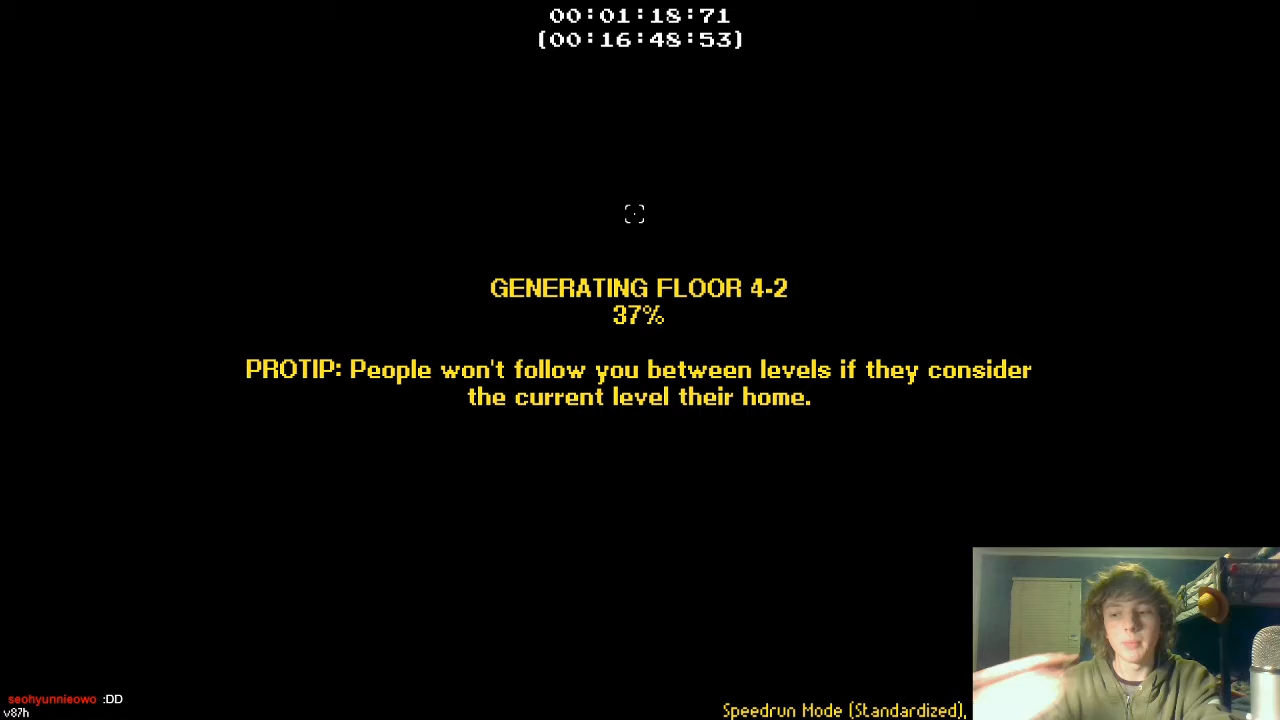 00:01:18:71
(00:16:48:53)
GENERATING FLOOR 4-2
37%
PROTIP: People won't follow you between levels if they consider
the current level their home.
seohyunnieowo :DD
v87h
Speedrun Mode (Standardized),